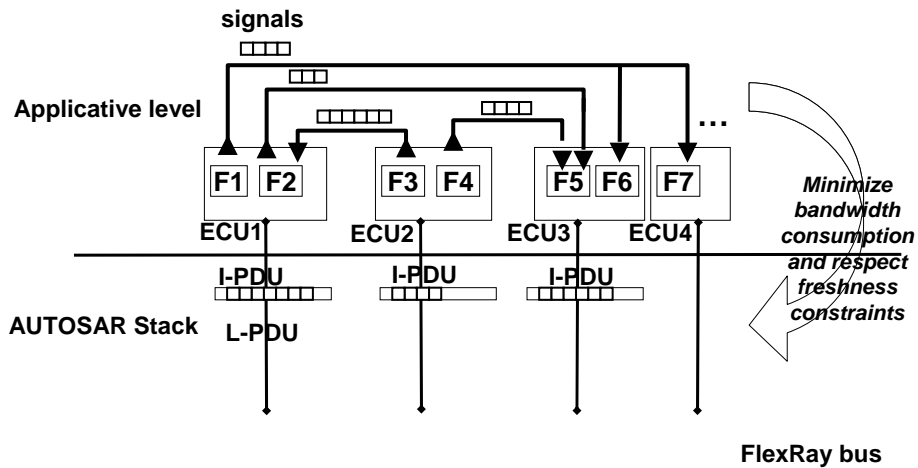 signals
Applicative level
...
F1 F2 F3 F4 F5 F6 F7
ECU1 ECU2 ECU3 ECU4
Minimize
bandwidth
consumption
and respect
freshness
constraints
I-PDU I-PDU I-PDU
AUTOSAR Stack
L-PDU
FlexRay bus